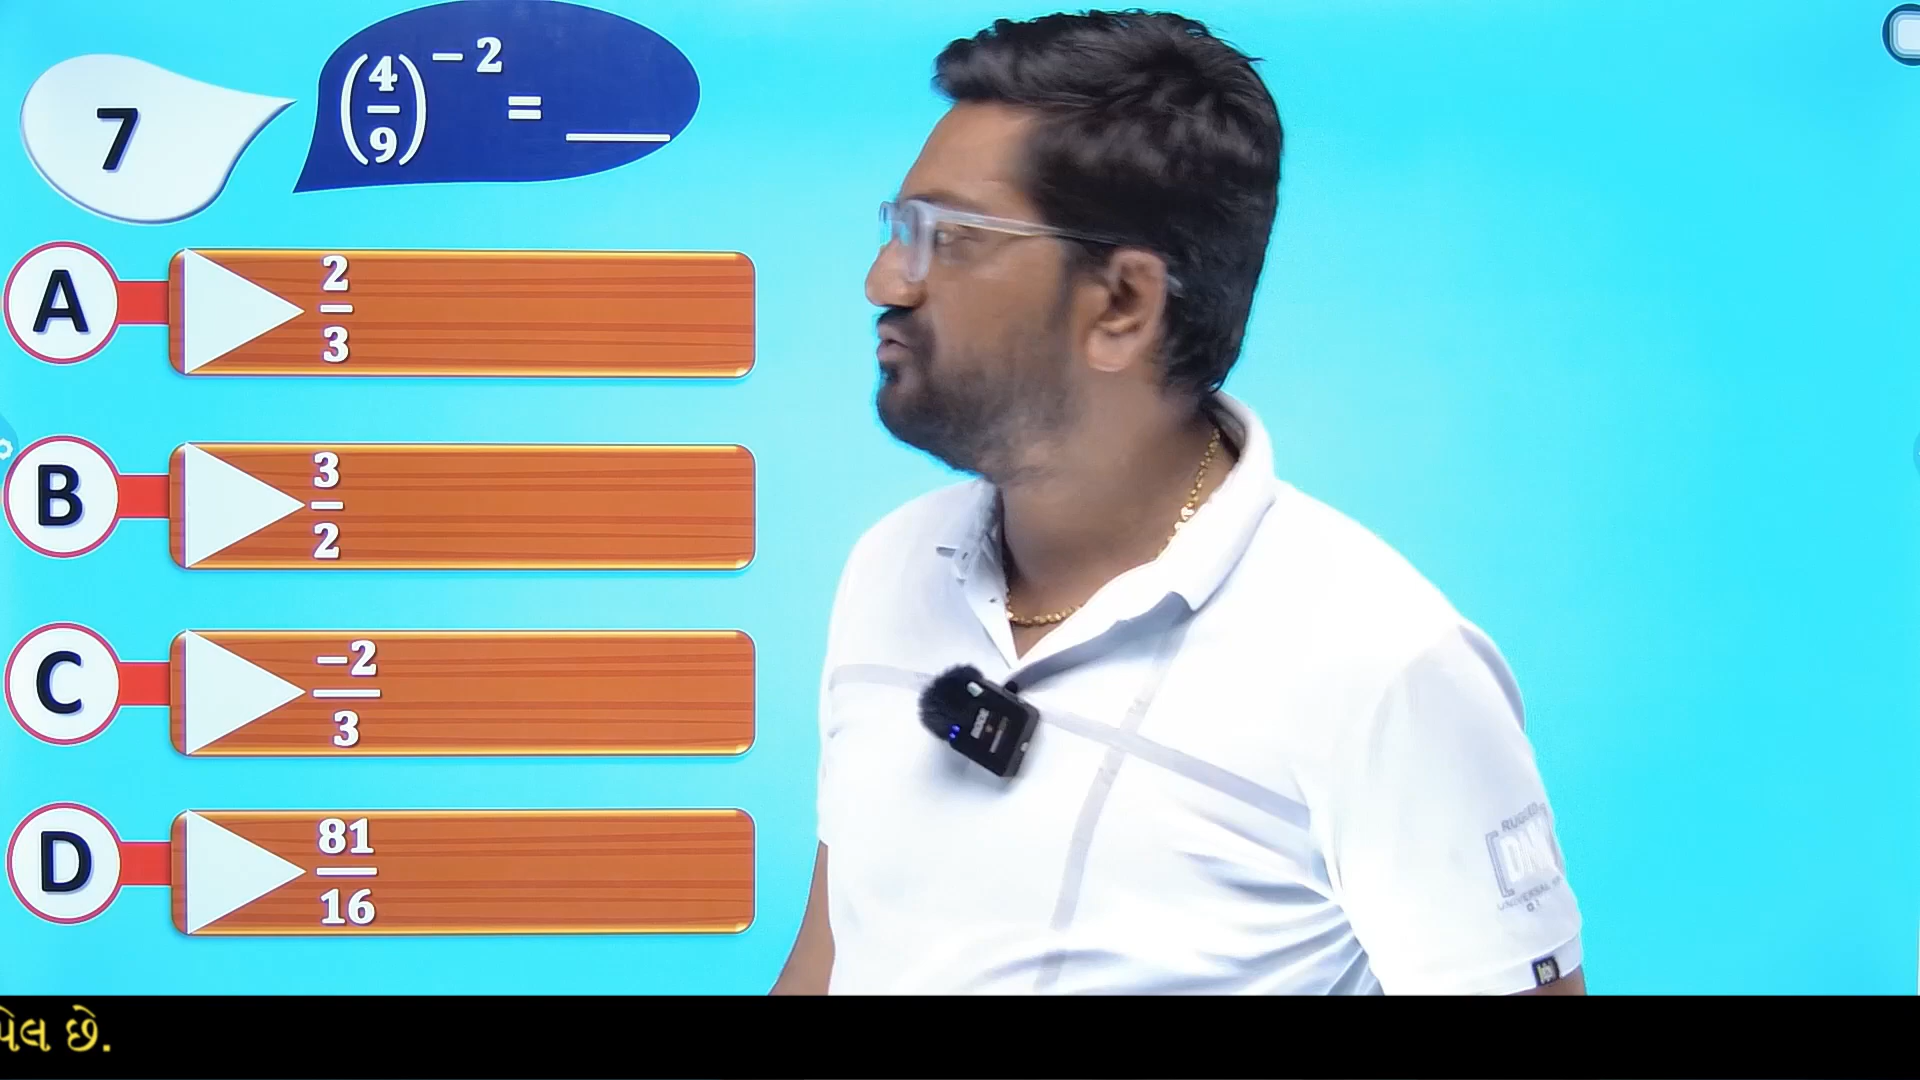 7
(4/9)⁻² = ____
A
2/3
B
3/2
C
−2/3
D
81/16
છે.